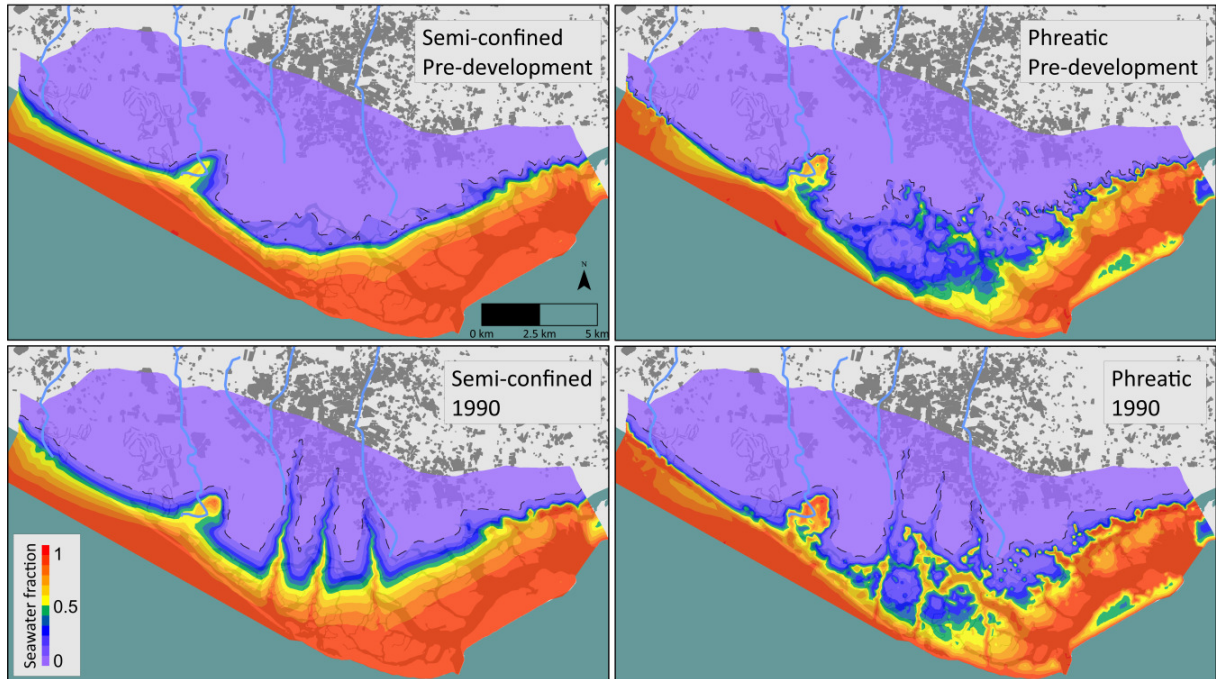 Semi-confined
Pre-development
N
0 km
2.5 km
5 km
Phreatic
Pre-development
Semi-confined
1990
Seawater fraction
1
0.5
0
Phreatic
1990